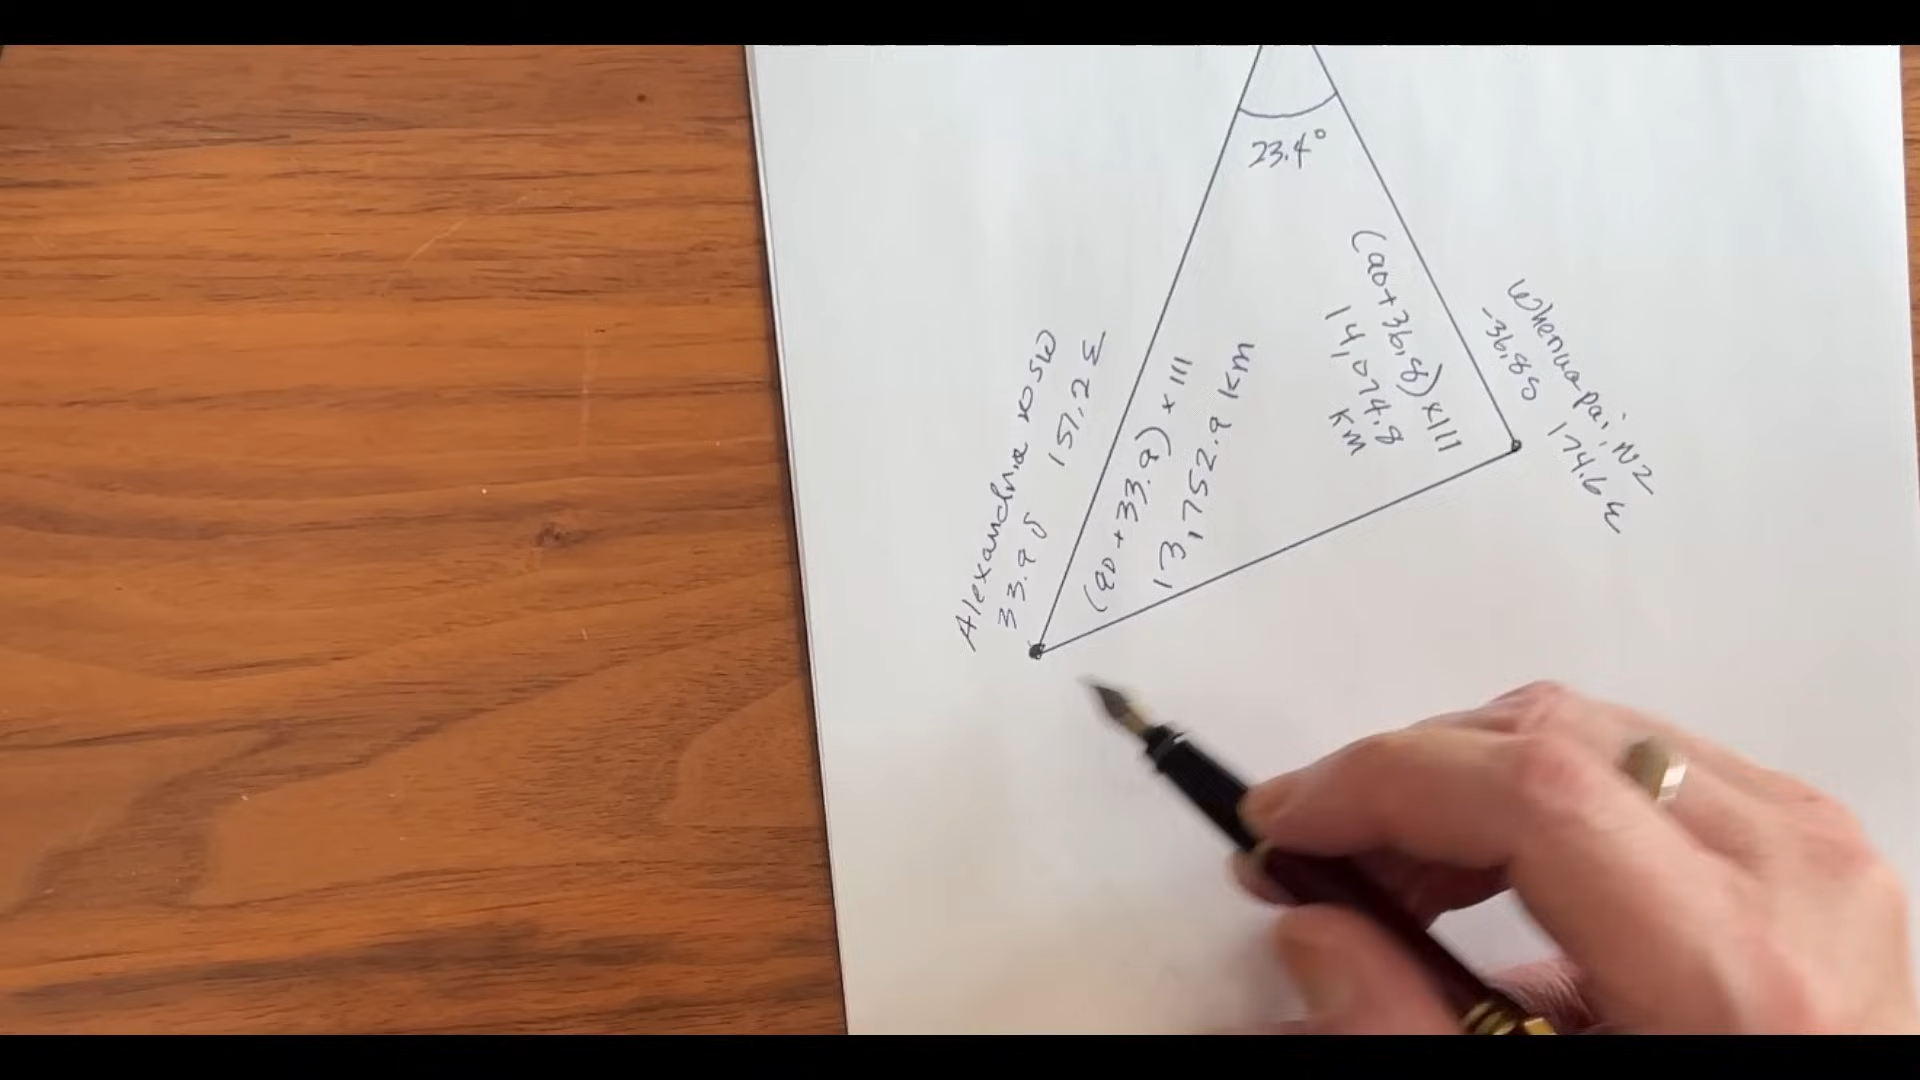 23.4°
Alexandria NSW
33.9 S 151.2 E
(90+33.9)×111
13,752.9 KM
(90+36.8)×111
14,074.8
KM
Whenuapai, NZ
-36.8S
174.6 E